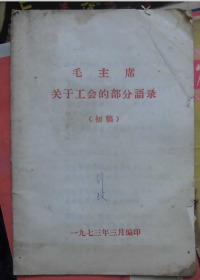 毛主席
关于工会的部分語录
（初稿）
一九七三年三月编印